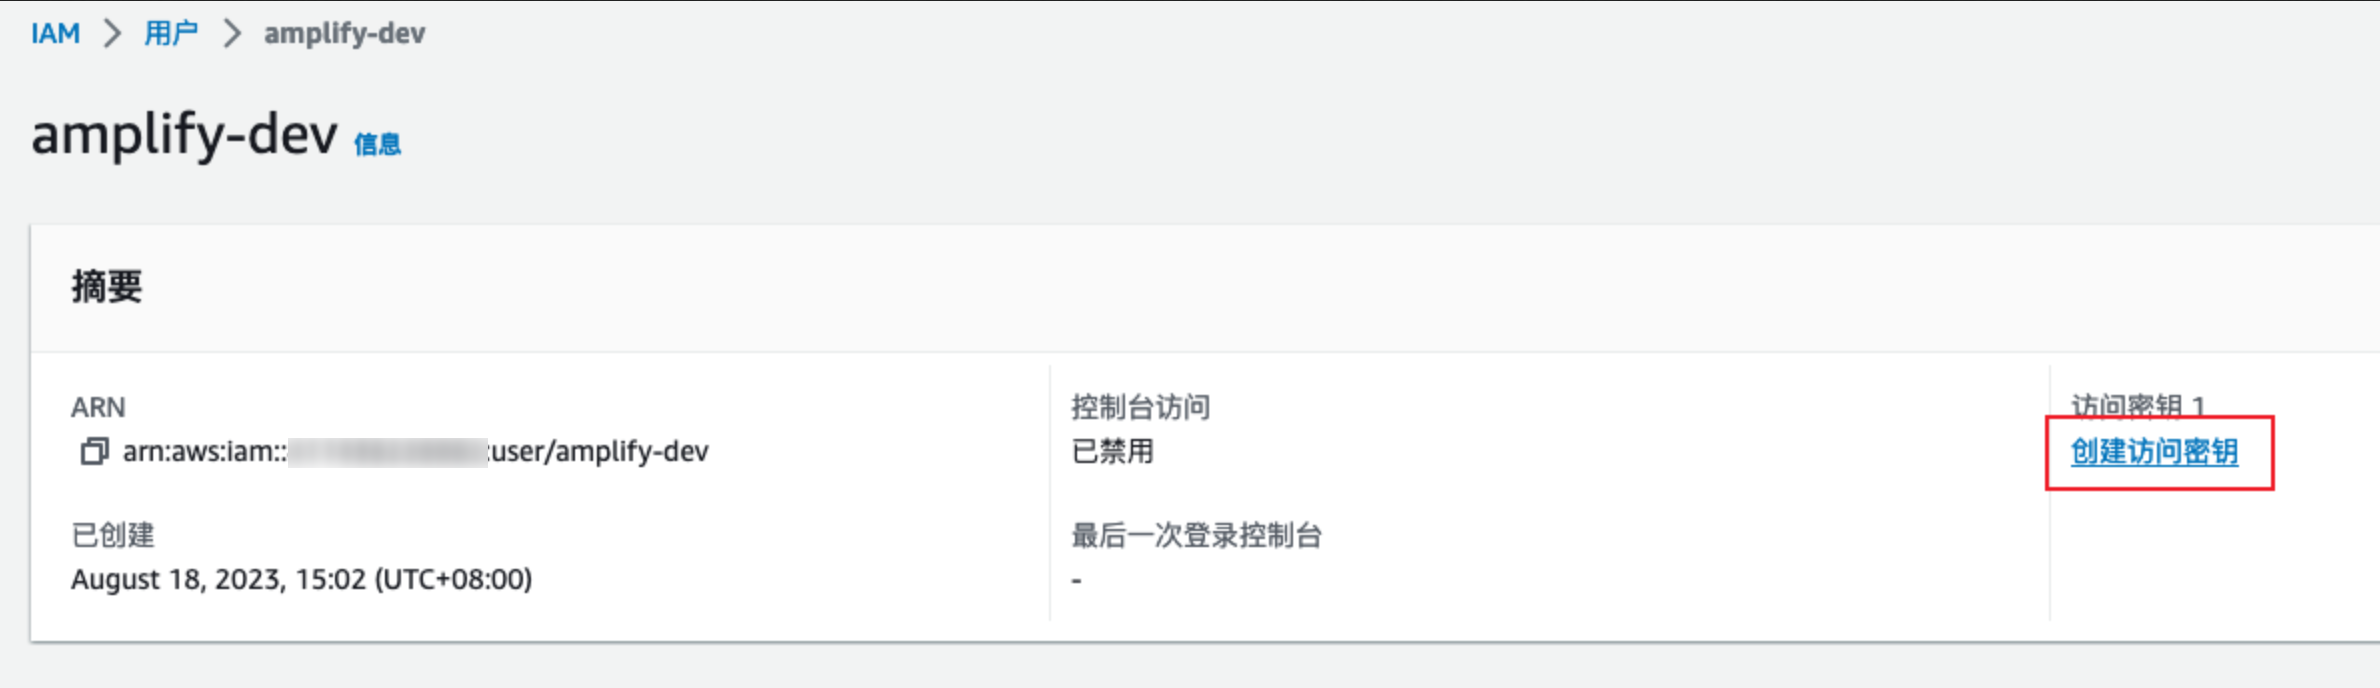 IAM > 用户 > amplify-dev
amplify-dev 信息
摘要
ARN
arn:aws:iam:: :user/amplify-dev
已创建
August 18, 2023, 15:02 (UTC+08:00)
控制台访问
已禁用
最后一次登录控制台
-
访问密钥 1
创建访问密钥